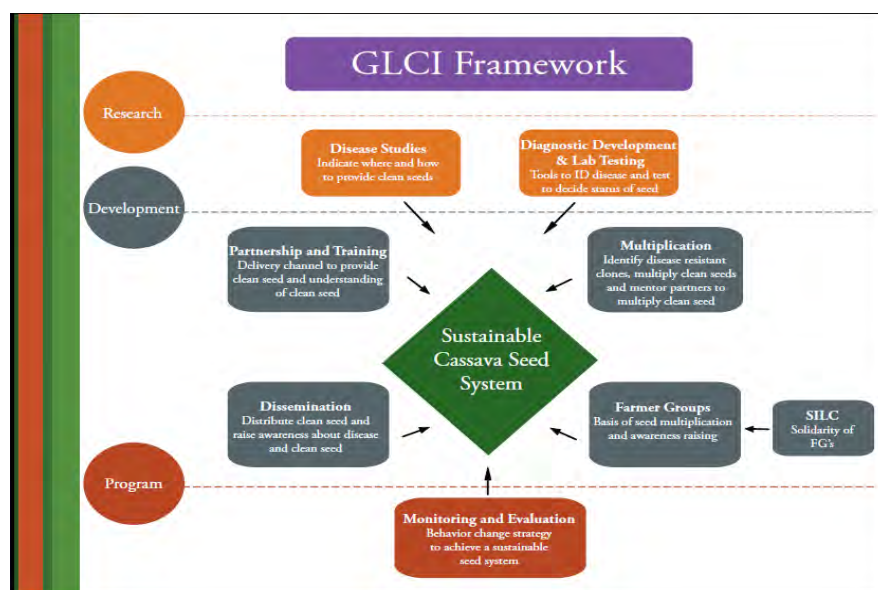 GLCI Framework
Research
Disease Studies
Indicate where and how
to provide clean seeds
Diagnostic Development
& Lab Testing
Tools to ID disease and test
to decide status of seed
Development
Partnership and Training
Delivery channel to provide
clean seed and understanding
of clean seed
Multiplication
Identify disease resistant
clones, multiply clean seeds
and mentor partners to
multiply clean seed
Sustainable
Cassava Seed
System
Dissemination
Distribute clean seed and
raise awareness about disease
and clean seed
Farmer Groups
Basis of seed multiplication
and awareness raising
SILC
Solidarity of
FG's
Program
Monitoring and Evaluation
Behavior change strategy
to achieve a sustainable
seed system